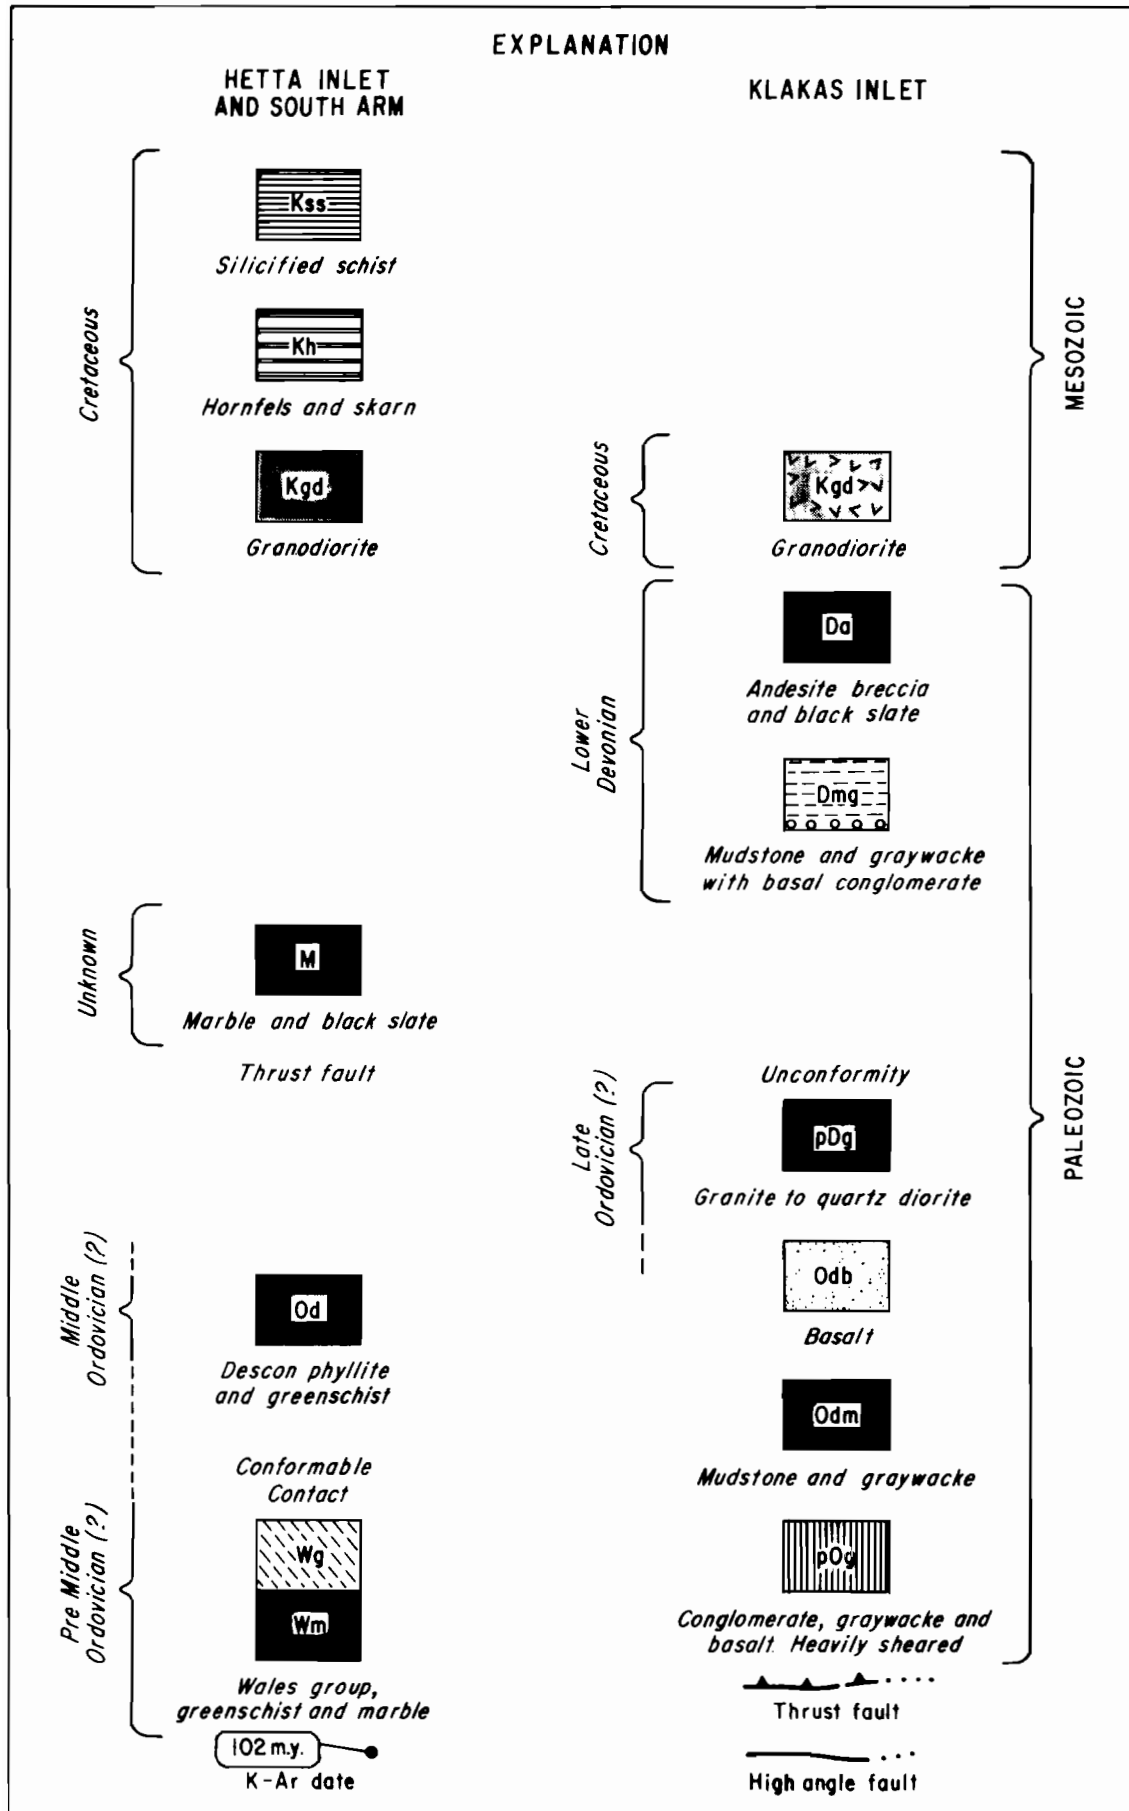 EXPLANATION
HETTA INLET
AND SOUTH ARM
Cretaceous
Kss
Silicified schist
Kh
Hornfels and skarn
Kgd
Granodiorite
Unknown
M
Marble and black slate
Thrust fault
Middle
Ordovician (?)
Od
Descon phyllite
and greenschist
Conformable
Contact
Pre Middle
Ordovician (?)
Wg
Wm
Wales group,
greenschist and marble
102 m.y.
K-Ar date
KLAKAS INLET
Cretaceous
Kgd
Granodiorite
Lower
Devonian
Da
Andesite breccia
and black slate
Dmg
Mudstone and graywacke
with basal conglomerate
Unconformity
Late
Ordovician (?)
pDg
Granite to quartz diorite
Odb
Basalt
Odm
Mudstone and graywacke
pOg
Conglomerate, graywacke and
basalt. Heavily sheared
Thrust fault
High angle fault
MESOZOIC
PALEOZOIC